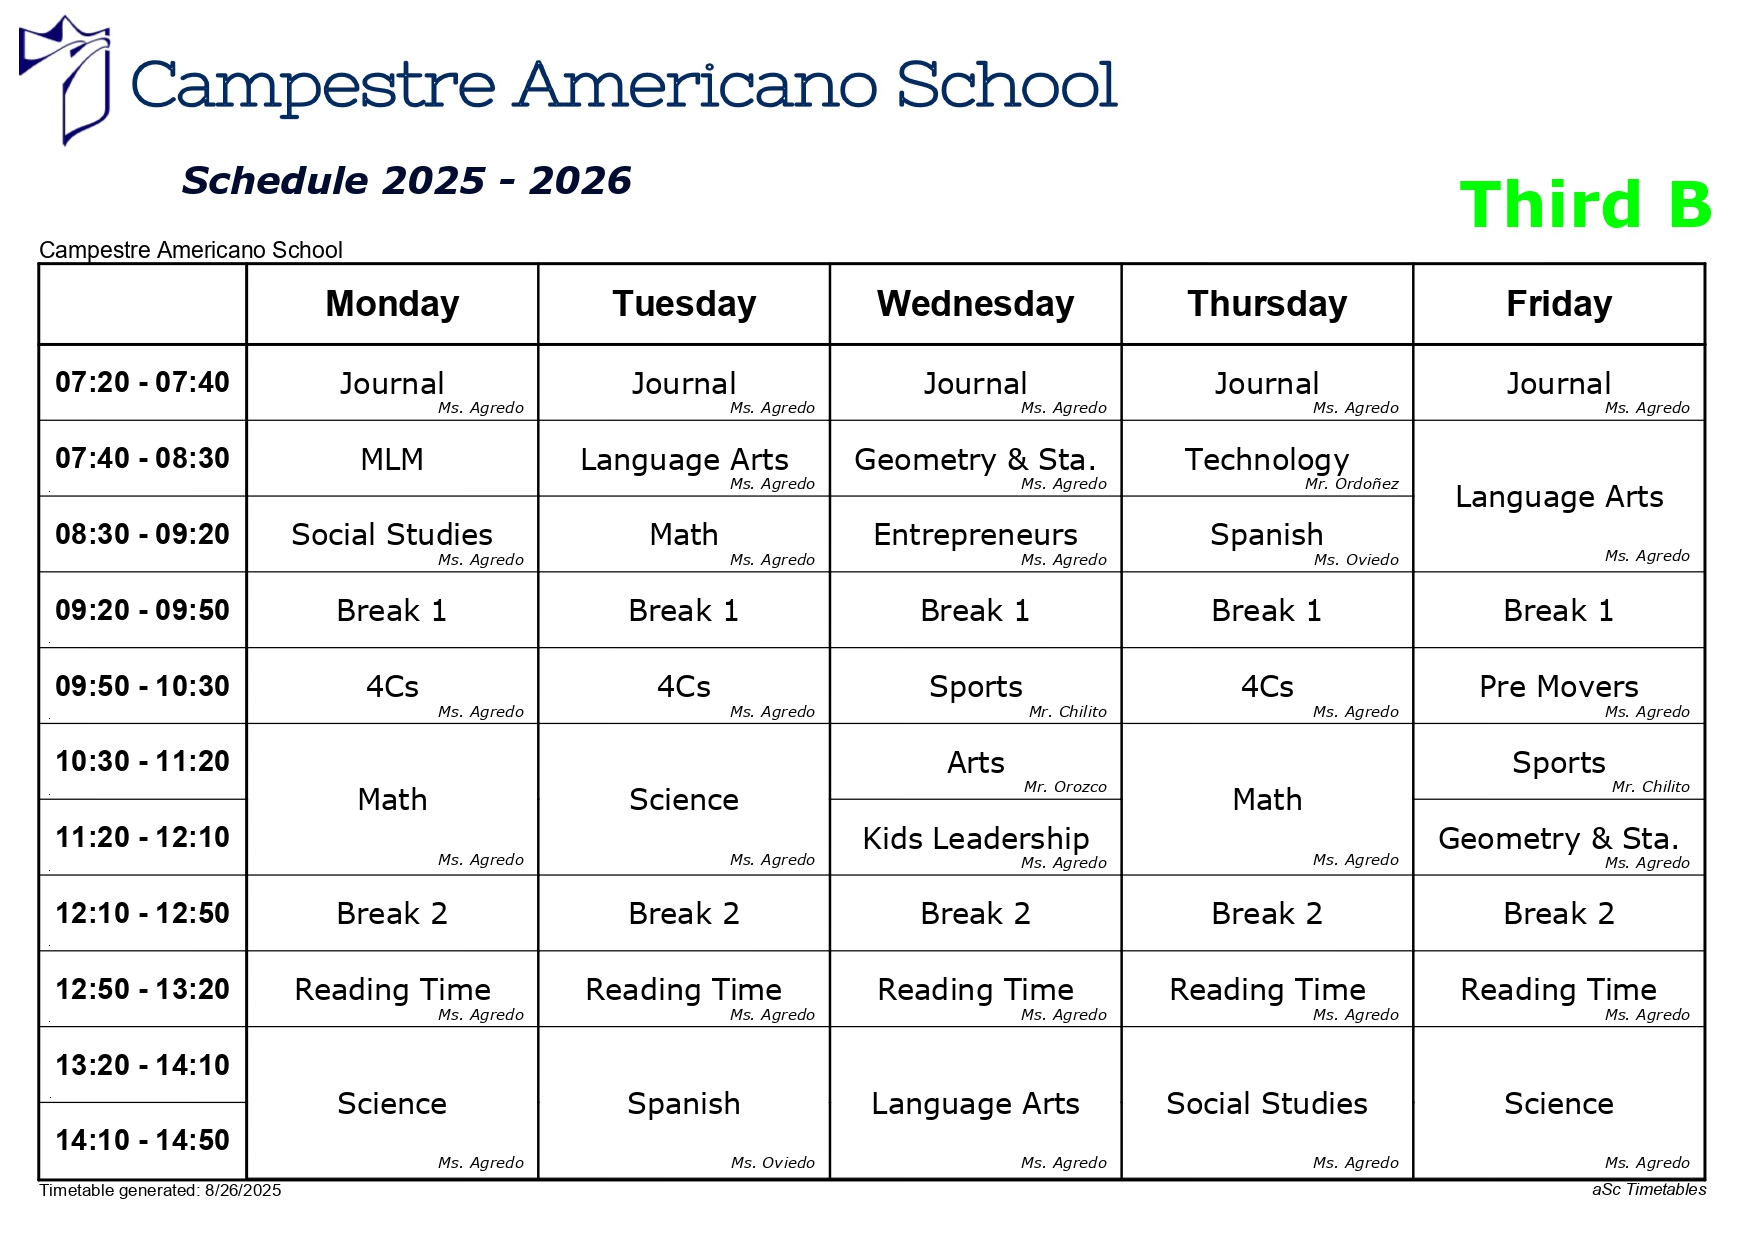 Campestre Americano School
Schedule 2025 - 2026
Third B
Campestre Americano School
Monday Tuesday Wednesday Thursday Friday
07:20 - 07:40 Journal Journal Journal Journal Journal
Ms. Agredo Ms. Agredo Ms. Agredo Ms. Agredo Ms. Agredo
07:40 - 08:30 MLM Language Arts Geometry & Sta. Technology
Ms. Agredo Ms. Agredo Mr. Ordoñez
Language Arts
08:30 - 09:20 Social Studies Math Entrepreneurs Spanish
Ms. Agredo Ms. Agredo Ms. Agredo Ms. Oviedo Ms. Agredo
09:20 - 09:50 Break 1 Break 1 Break 1 Break 1 Break 1
09:50 - 10:30 4Cs 4Cs Sports 4Cs Pre Movers
Ms. Agredo Ms. Agredo Mr. Chilito Ms. Agredo Ms. Agredo
10:30 - 11:20 Arts Sports
Mr. Orozco Mr. Chilito
Math Science Math
11:20 - 12:10 Kids Leadership Geometry & Sta.
Ms. Agredo Ms. Agredo Ms. Agredo Ms. Agredo Ms. Agredo
12:10 - 12:50 Break 2 Break 2 Break 2 Break 2 Break 2
12:50 - 13:20 Reading Time Reading Time Reading Time Reading Time Reading Time
Ms. Agredo Ms. Agredo Ms. Agredo Ms. Agredo Ms. Agredo
13:20 - 14:10
Science Spanish Language Arts Social Studies Science
14:10 - 14:50
Ms. Agredo Ms. Oviedo Ms. Agredo Ms. Agredo Ms. Agredo
Timetable generated: 8/26/2025 aSc Timetables